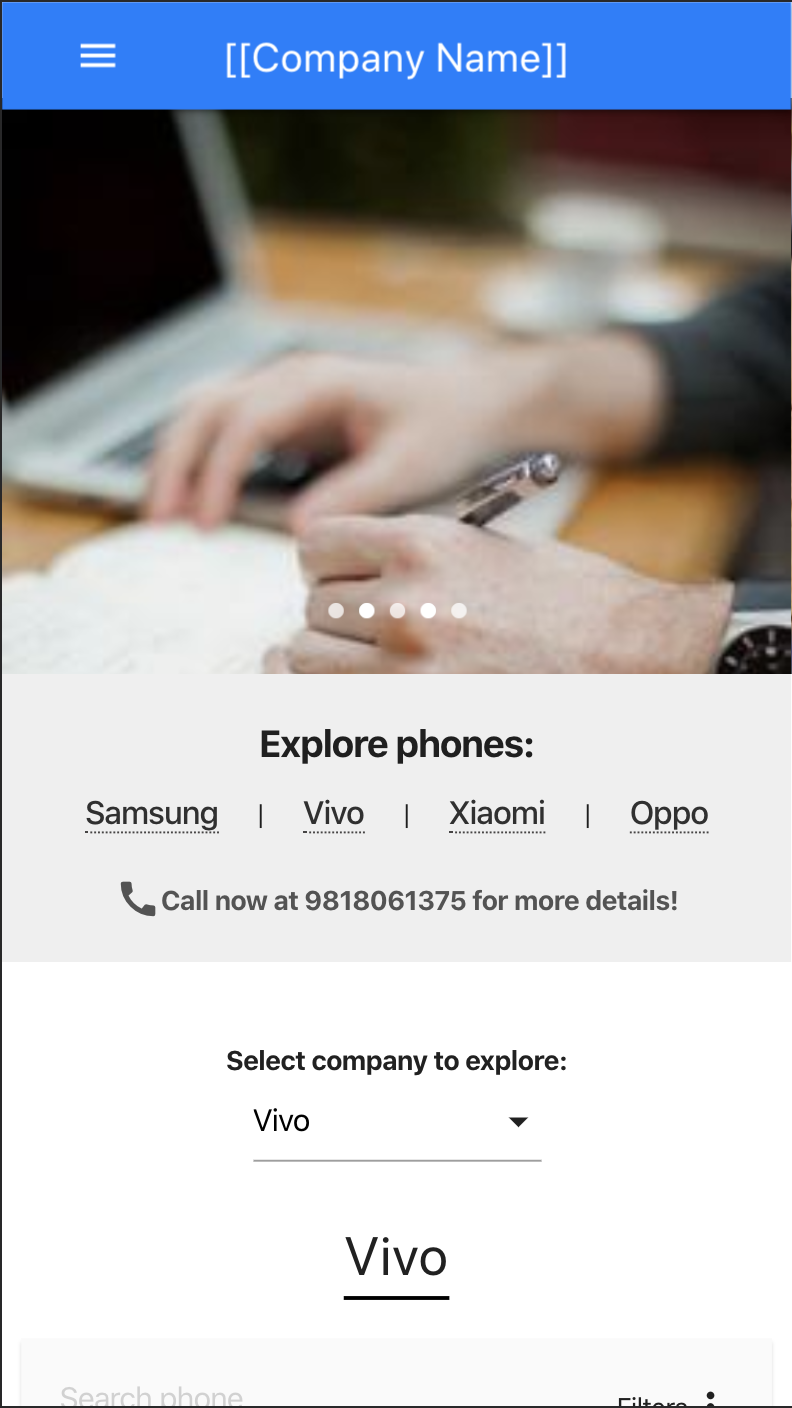 [[Company Name]]
Explore phones:
Samsung | Vivo | Xiaomi | Oppo
Call now at 9818061375 for more details!
Select company to explore:
Vivo
Vivo
Search phone Filters